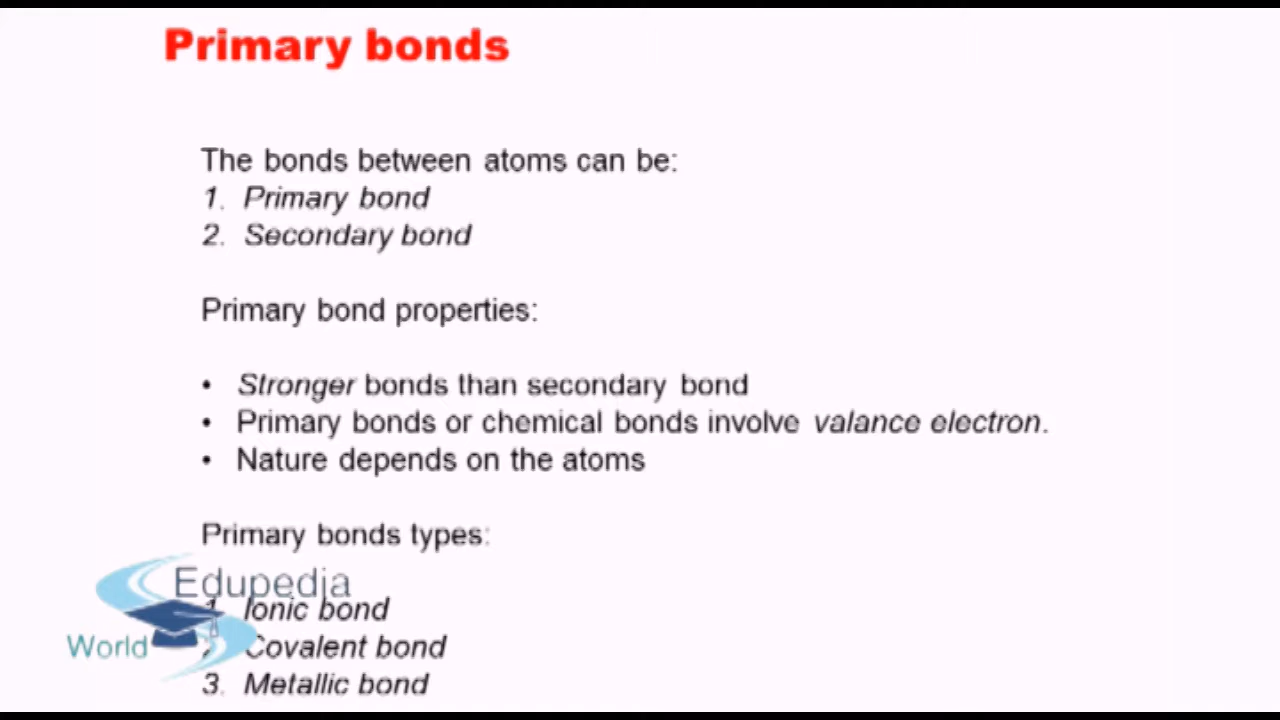 Primary bonds
The bonds between atoms can be:
1. Primary bond
2. Secondary bond
Primary bond properties:
• Stronger bonds than secondary bond
• Primary bonds or chemical bonds involve valance electron.
• Nature depends on the atoms
Primary bonds types:
Edupedia
1. Ionic bond
World
2. Covalent bond
3. Metallic bond